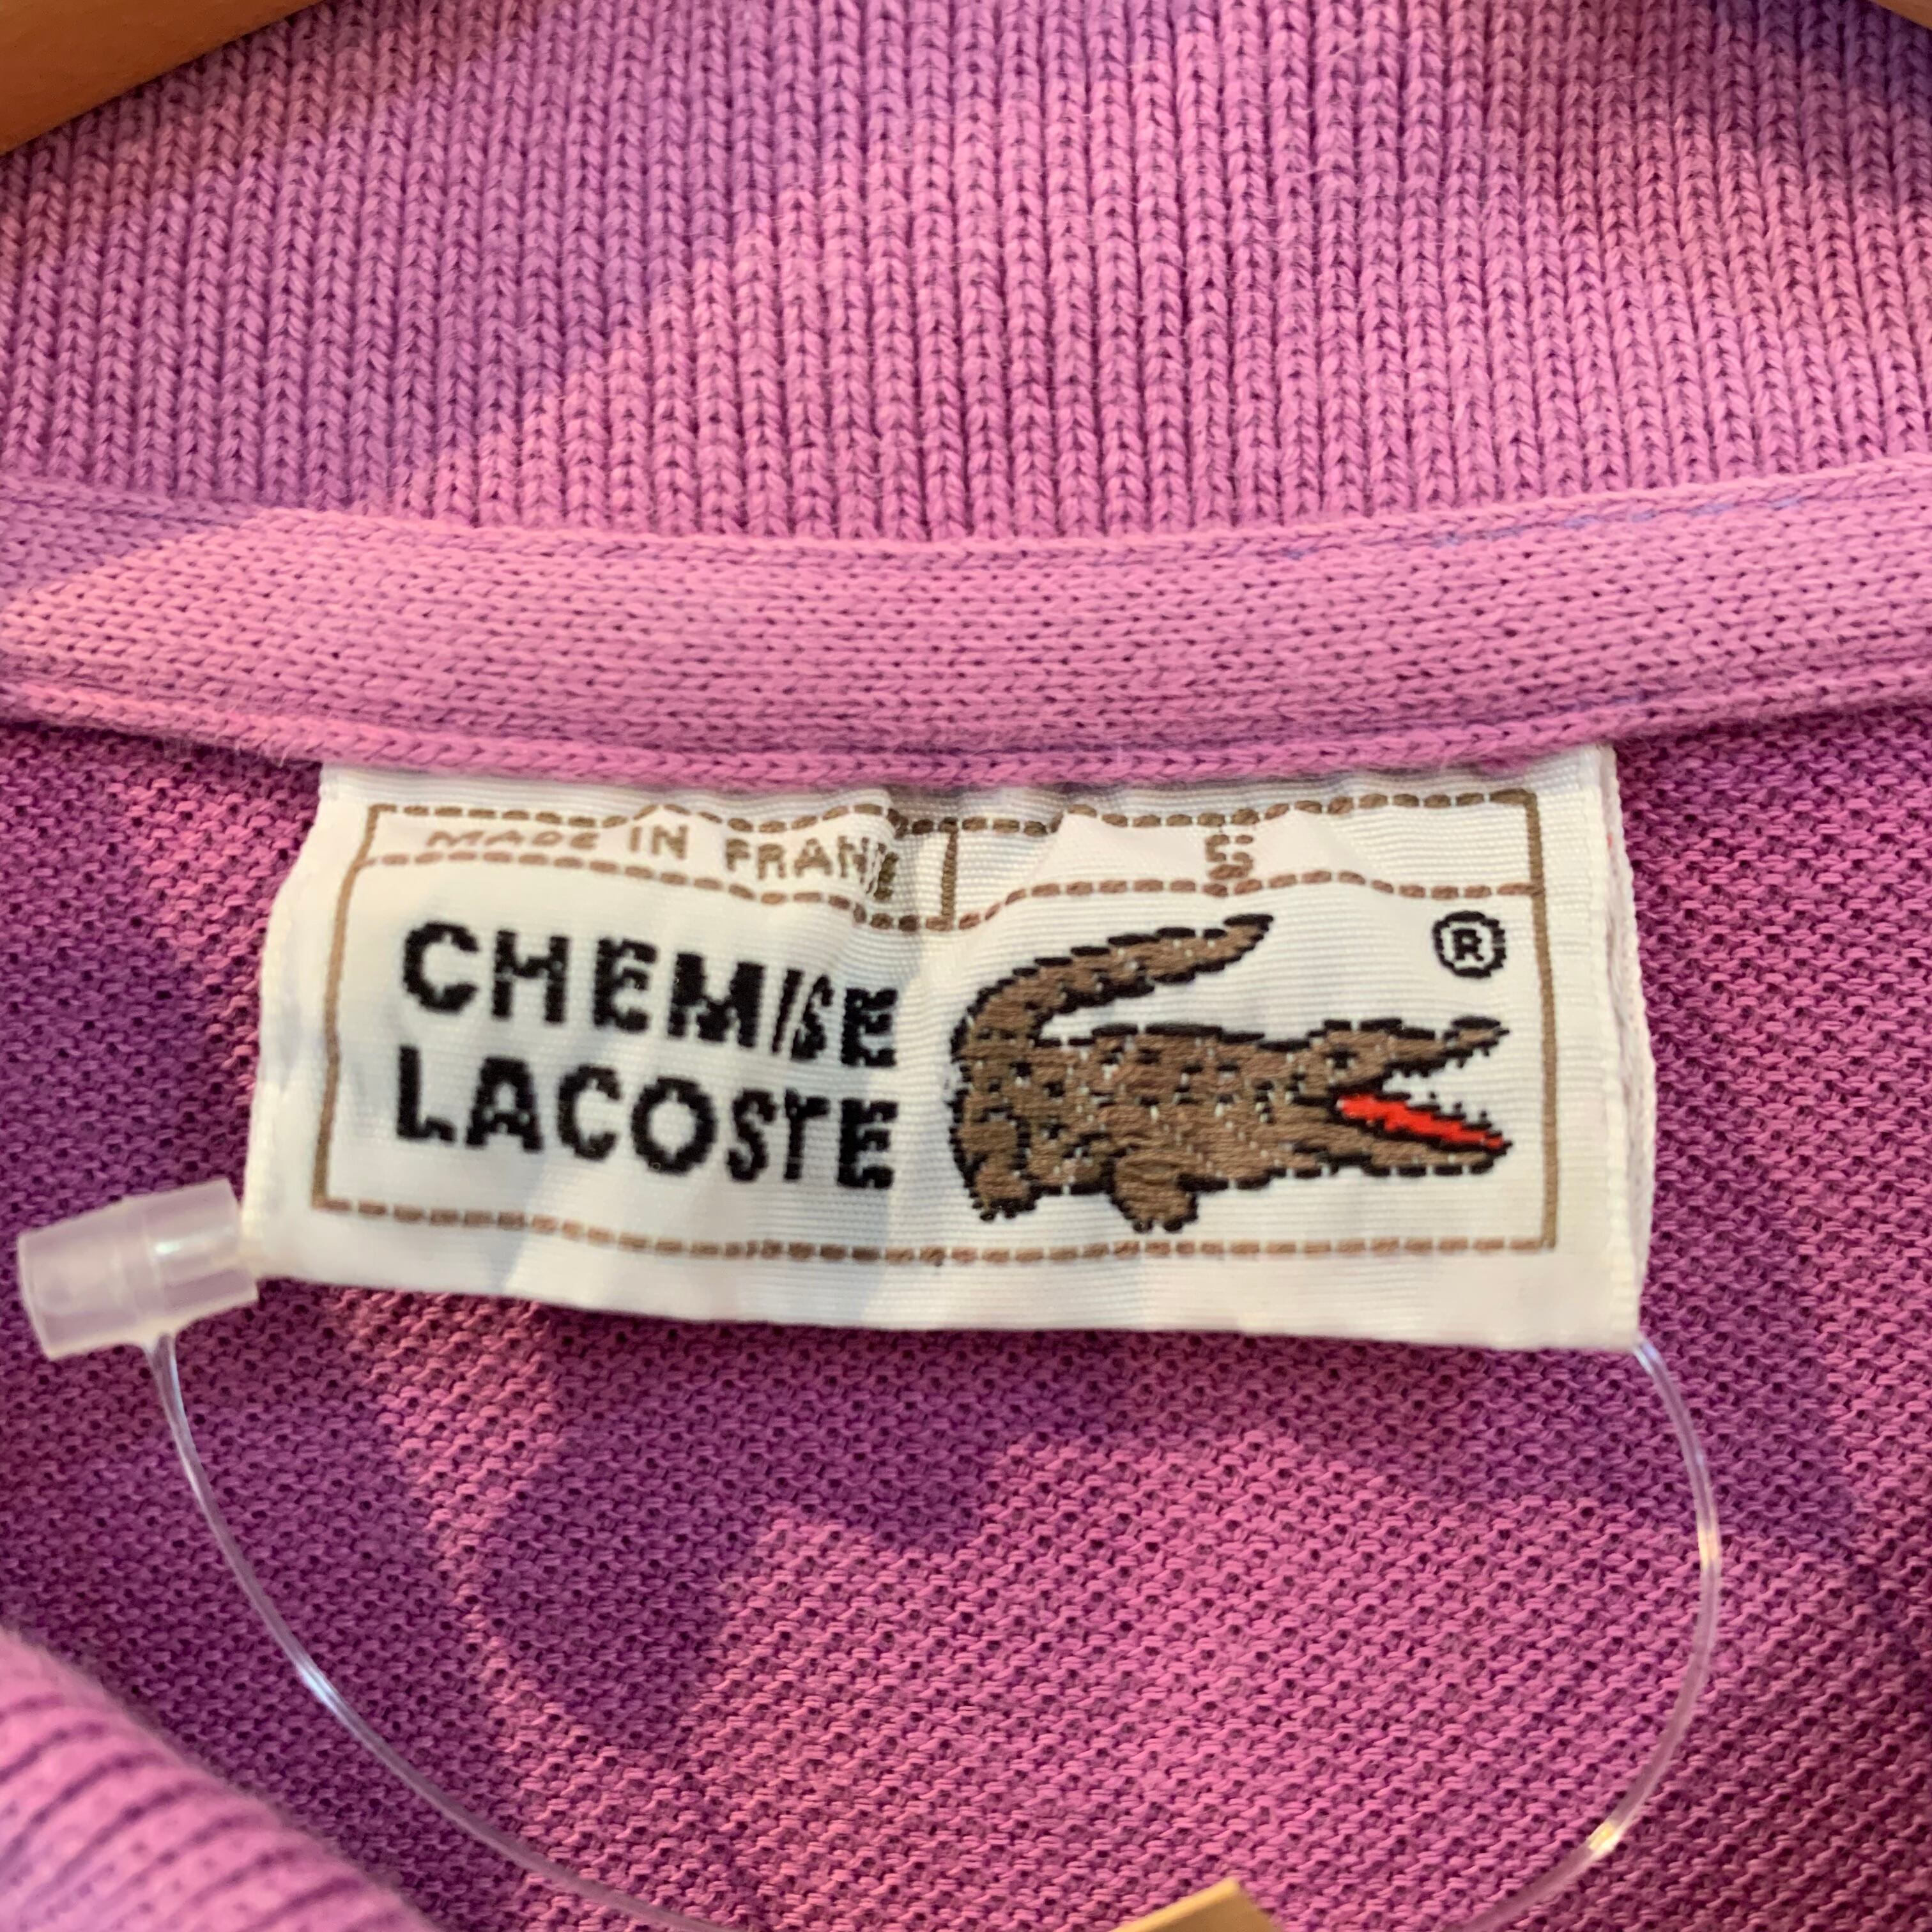 MADE IN FRANCE
5
CHEMISE
LACOSTE
®